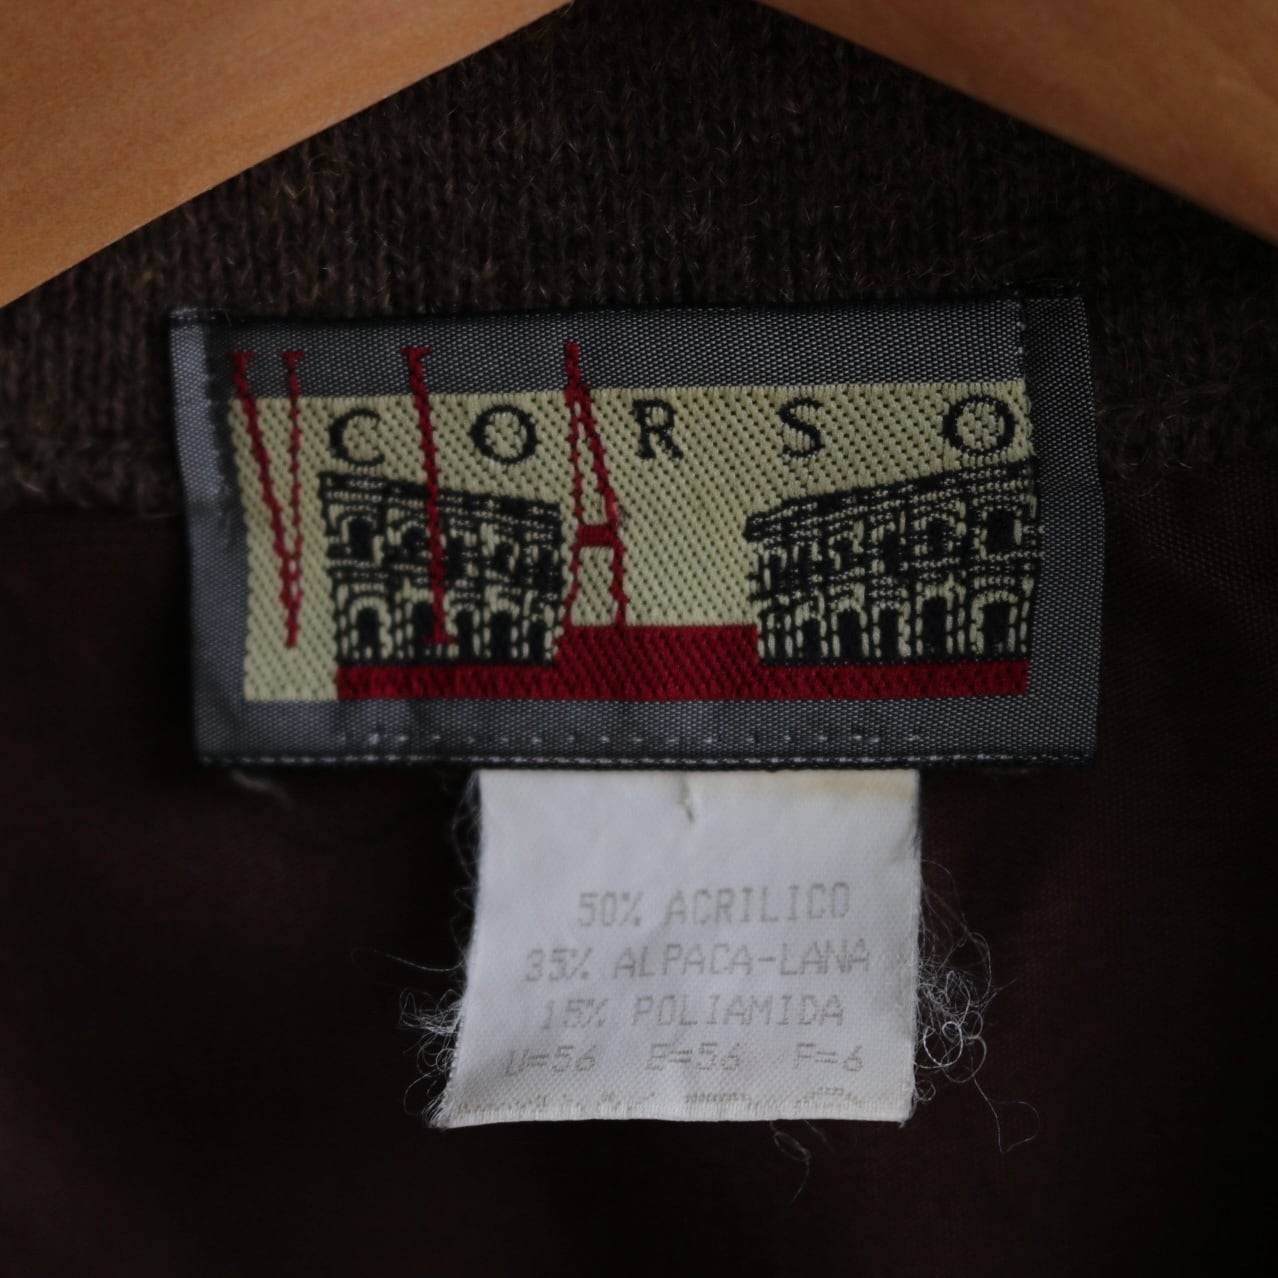 VIA
CORSO
50% ACRILICO
35% ALPACA-LANA
15% POLIAMIDA
U=56 E=56 F=6